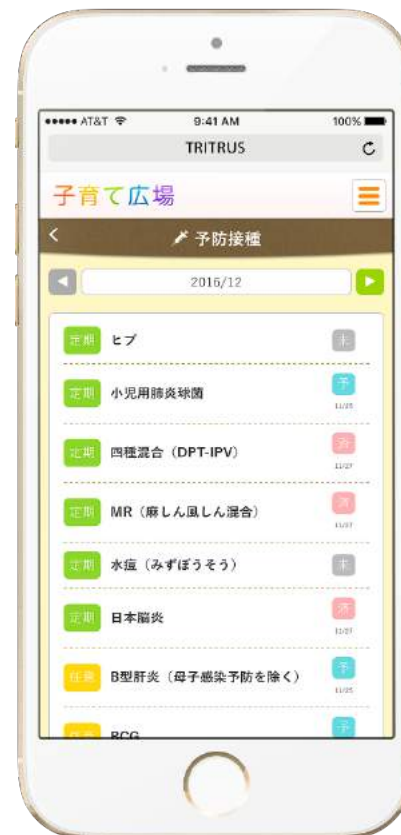 AT&T 9:41 AM 100%
TRITRUS
子育て広場
予防接種
2016/12
定期 ヒブ 未
定期 小児用肺炎球菌 予
11/25
定期 四種混合（DPT-IPV） 済
11/27
定期 MR（麻しん風しん混合） 済
11/27
定期 水痘（みずぼうそう） 未
定期 日本脳炎 済
11/27
任意 B型肝炎（母子感染予防を除く） 予
11/25
任意 BCG 予